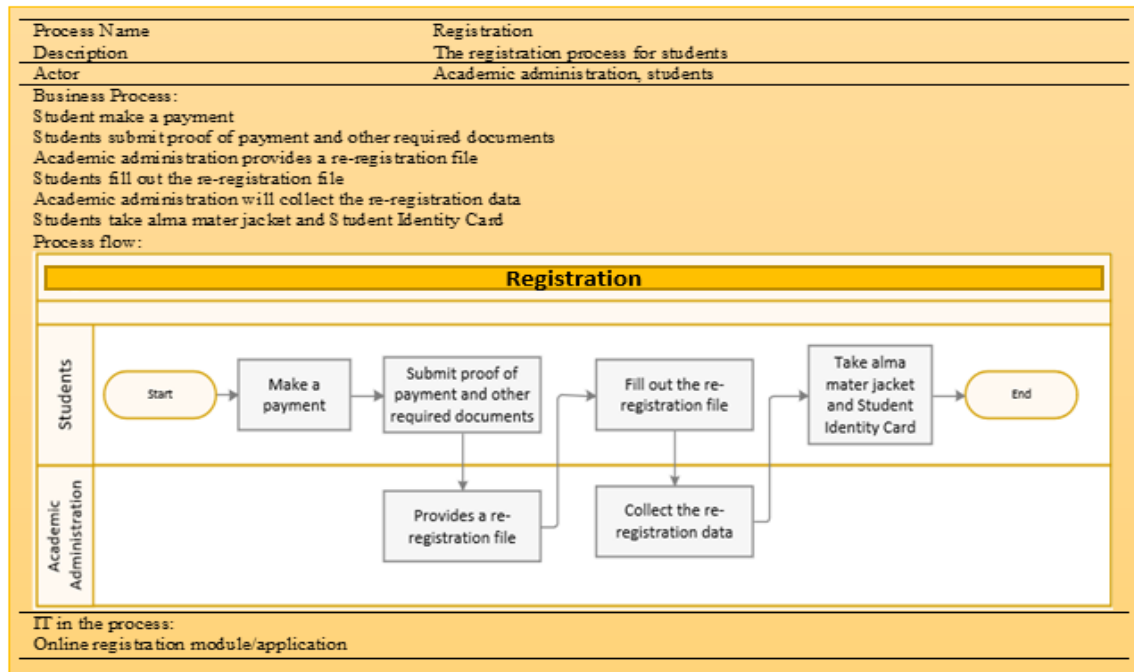 Process Name Registration
Description The registration process for students
Actor Academic administration, students
Business Process:
Student make a payment
Students submit proof of payment and other required documents
Academic administration provides a re-registration file
Students fill out the re-registration file
Academic administration will collect the re-registration data
Students take alma mater jacket and Student Identity Card
Process flow:
Registration
Students
Start
Make a
payment
Submit proof of
payment and other
required documents
Fill out the re-
registration file
Take alma
mater jacket
and Student
Identity Card
End
Academic
Administration
Provides a re-
registration file
Collect the re-
registration data
IT in the process:
Online registration module/application